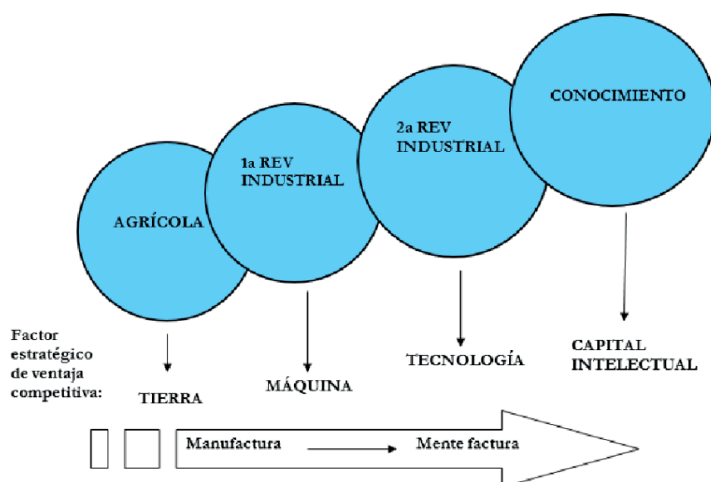 CONOCIMIENTO
2a REV
INDUSTRIAL
1a REV
INDUSTRIAL
AGRÍCOLA
Factor
estratégico
de ventaja
competitiva:
TIERRA
MÁQUINA
TECNOLOGÍA
CAPITAL
INTELECTUAL
Manufactura
Mente factura